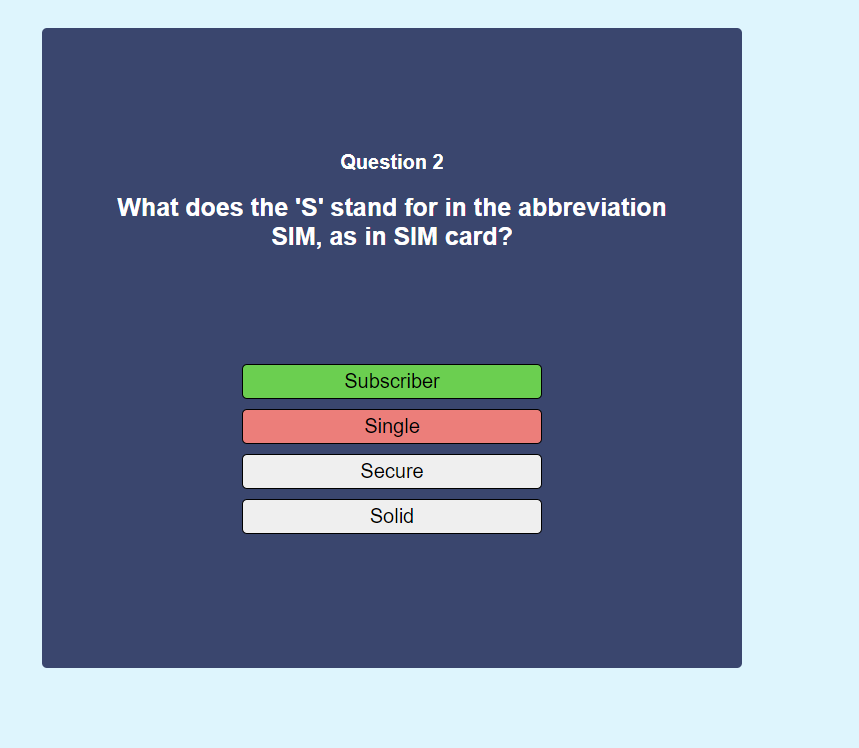 Question 2
What does the 'S' stand for in the abbreviation
SIM, as in SIM card?
Subscriber
Single
Secure
Solid